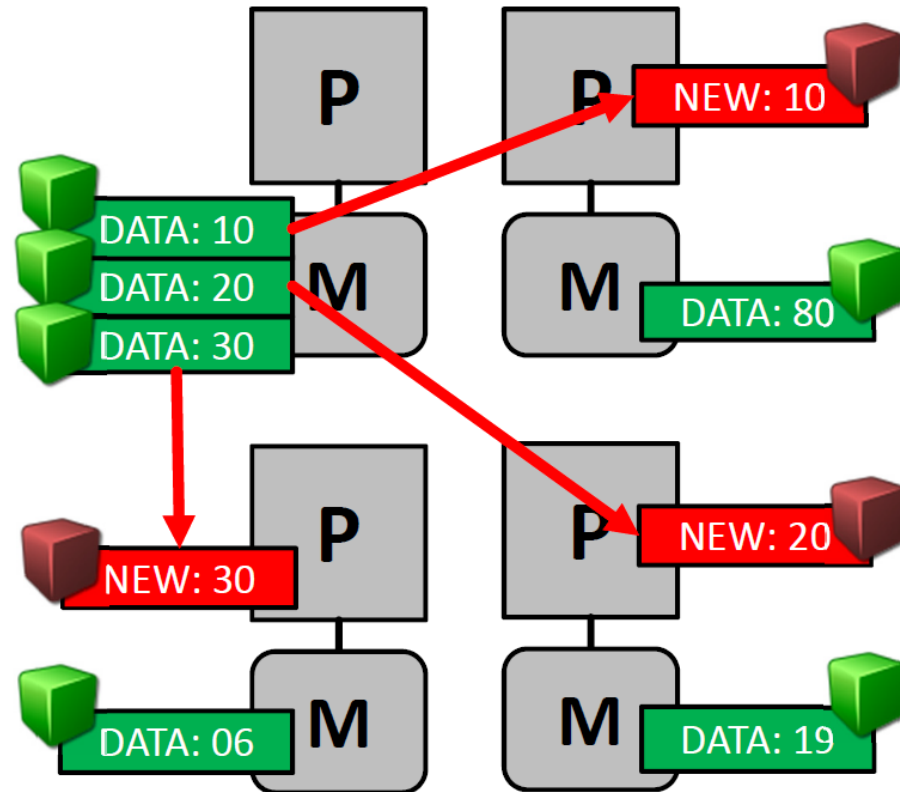 P
P
NEW: 10
DATA: 10
DATA: 20
DATA: 30
M
M
DATA: 80
P
P
NEW: 30
NEW: 20
M
M
DATA: 06
DATA: 19